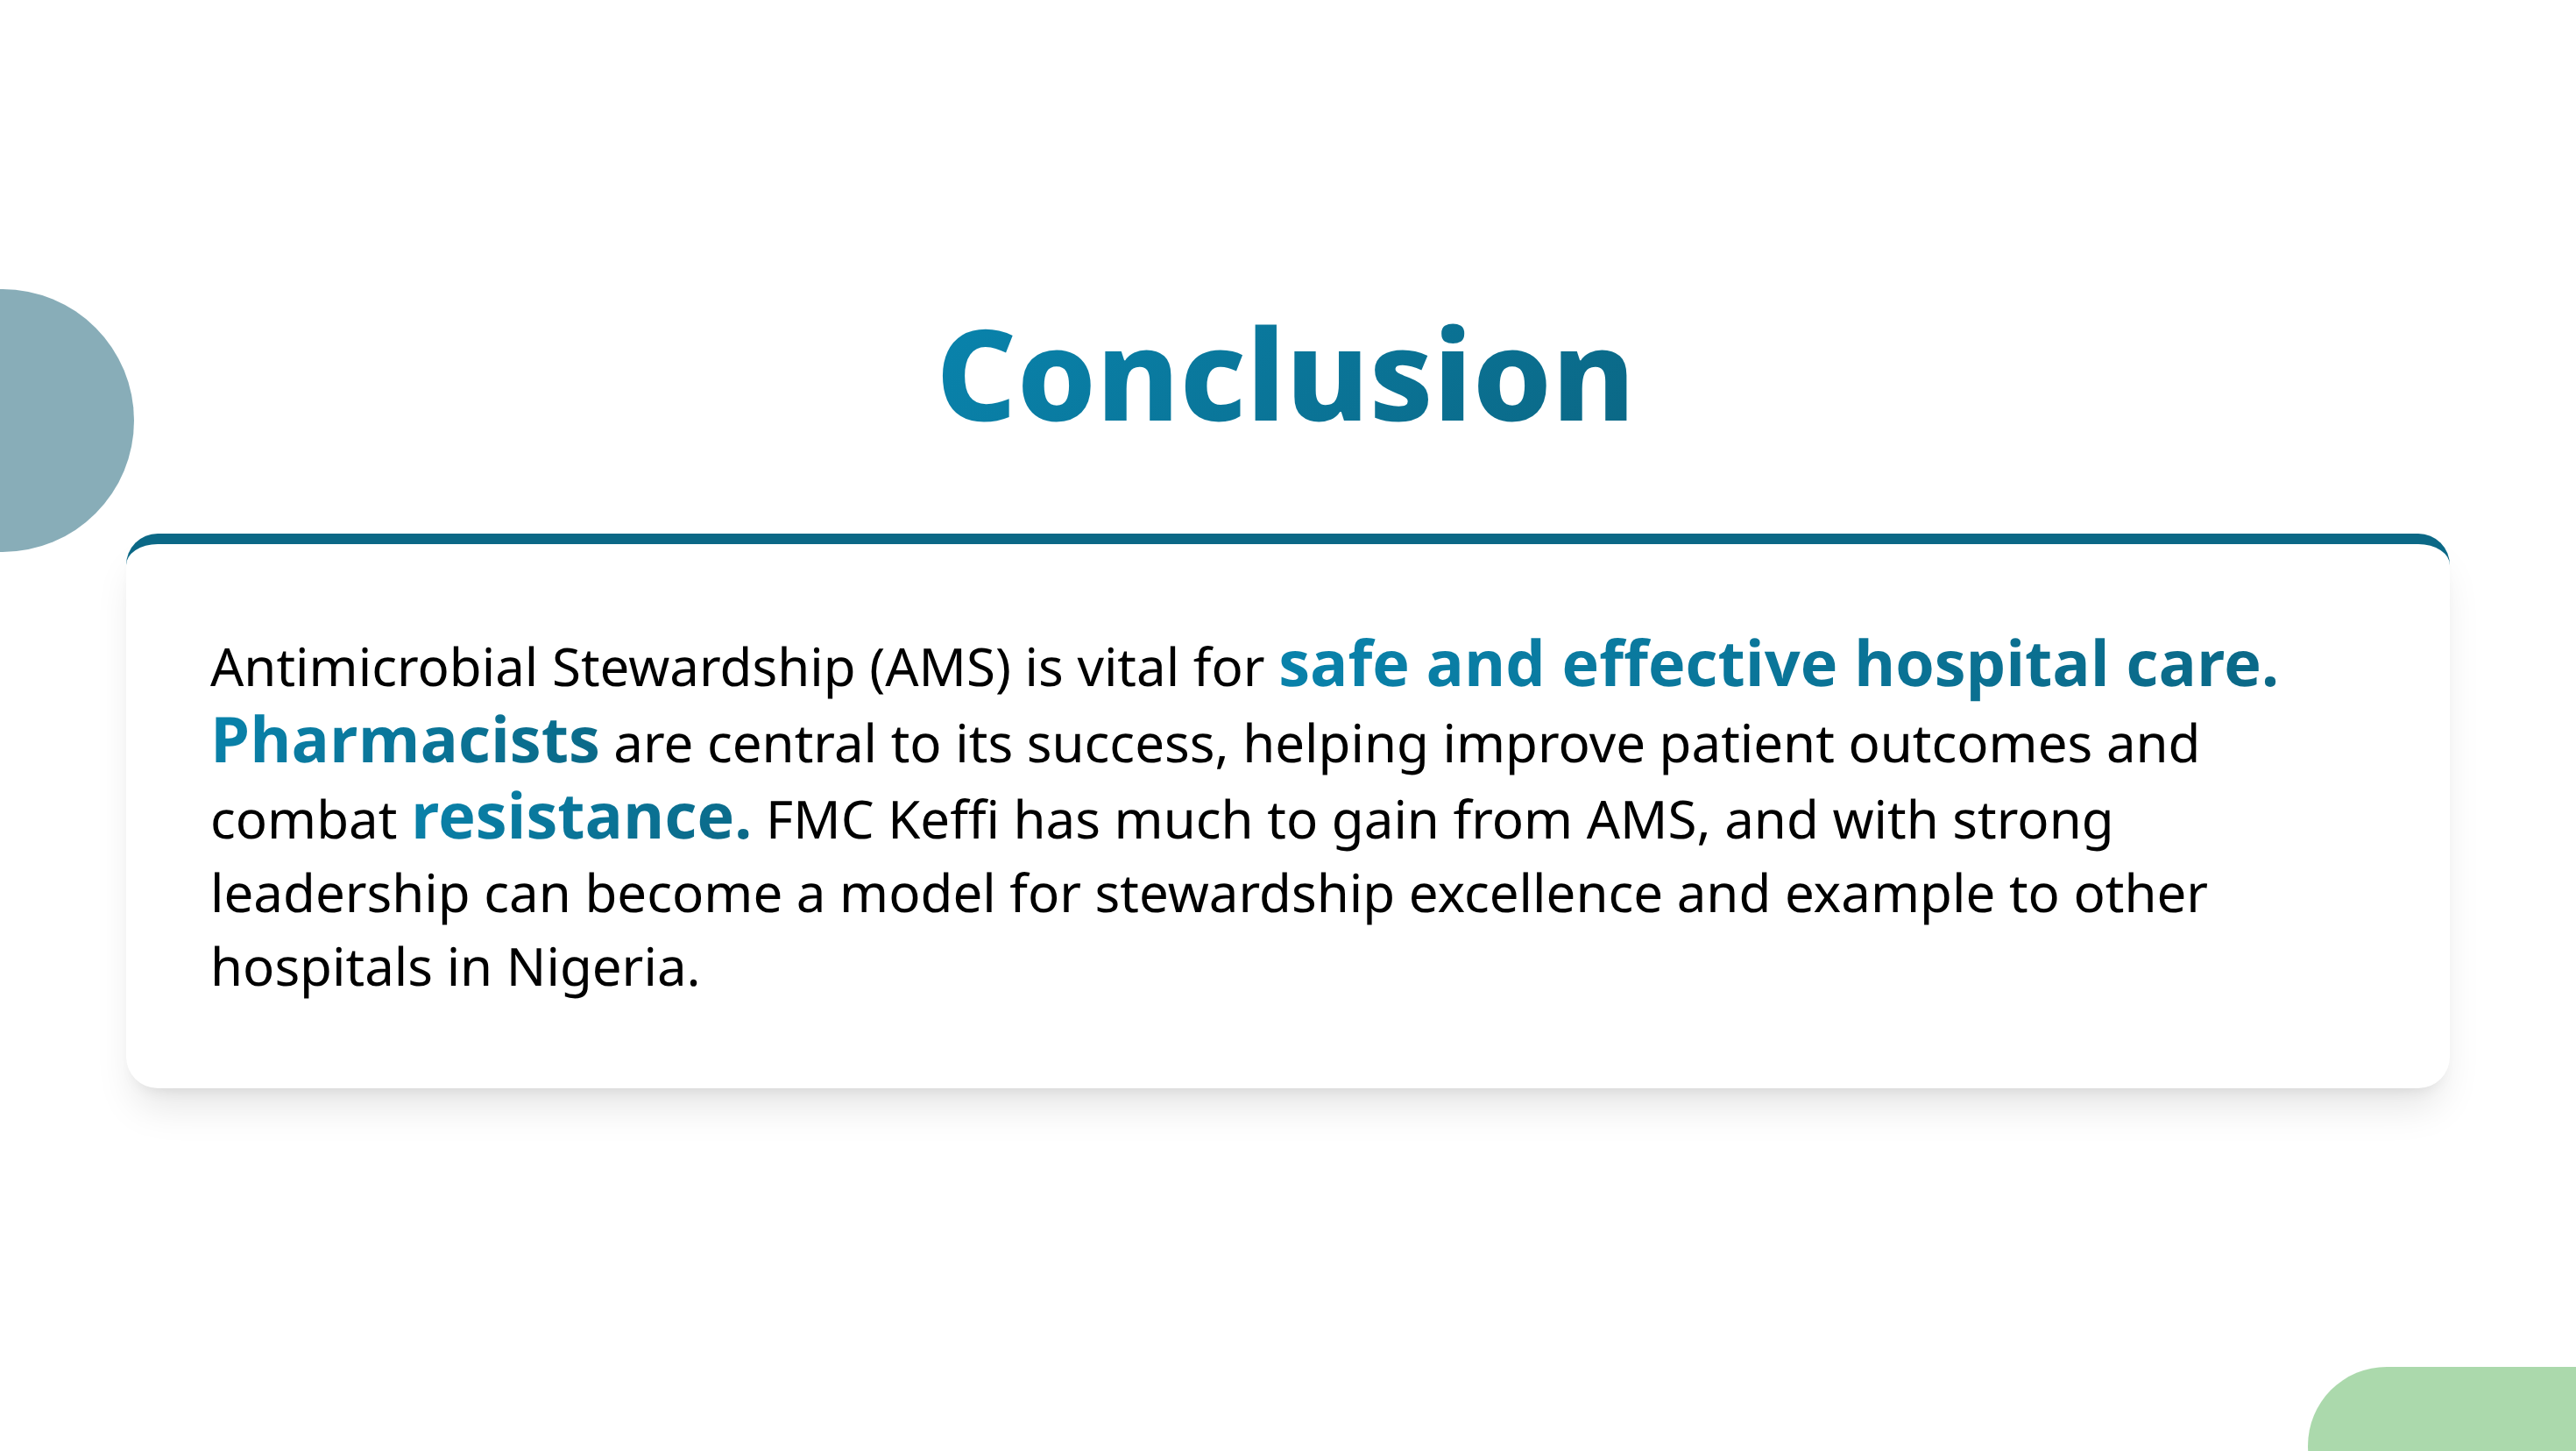 Conclusion
Antimicrobial Stewardship (AMS) is vital for safe and effective hospital care.
Pharmacists are central to its success, helping improve patient outcomes and
combat resistance. FMC Keffi has much to gain from AMS, and with strong
leadership can become a model for stewardship excellence and example to other
hospitals in Nigeria.